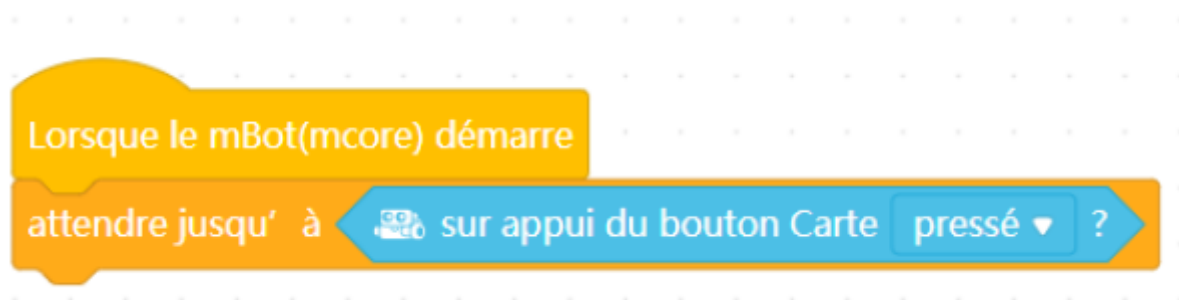 Lorsque le mBot(mcore) démarre
attendre jusqu’ à sur appui du bouton Carte pressé ?